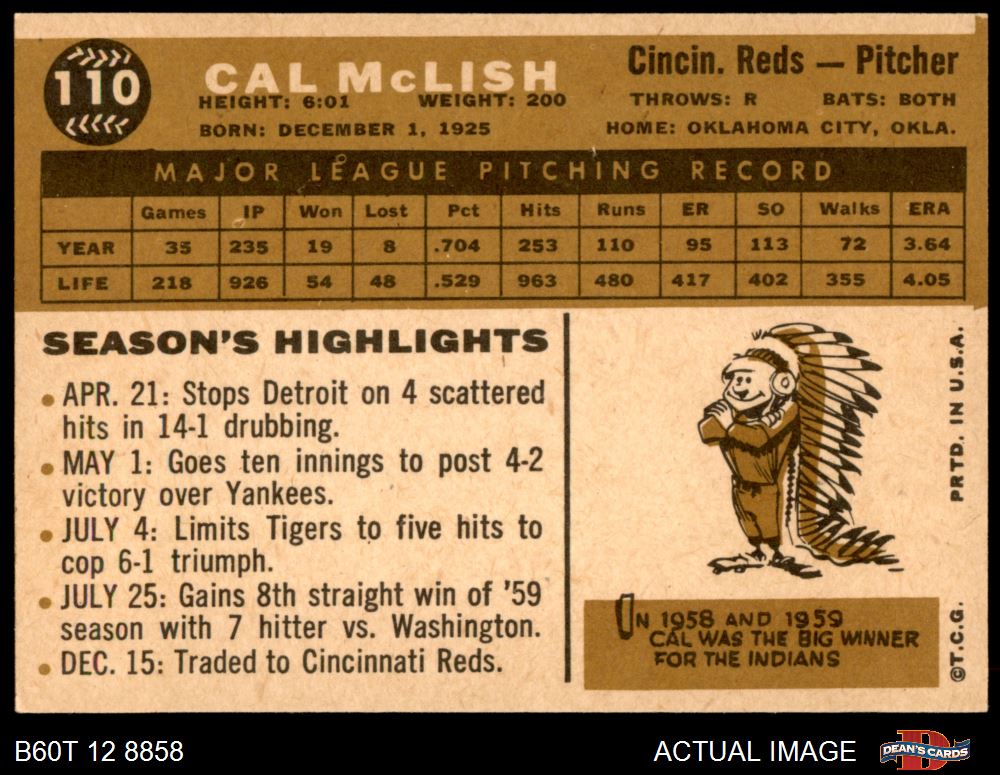 110
CAL McLISH
Cincin. Reds — Pitcher
HEIGHT: 6:01 WEIGHT: 200 THROWS: R BATS: BOTH
BORN: DECEMBER 1, 1925 HOME: OKLAHOMA CITY, OKLA.
MAJOR LEAGUE PITCHING RECORD
Games IP Won Lost Pct Hits Runs ER SO Walks ERA
YEAR 35 235 19 8 .704 253 110 95 113 72 3.64
LIFE 218 926 54 48 .529 963 480 417 402 355 4.05
SEASON'S HIGHLIGHTS
• APR. 21: Stops Detroit on 4 scattered
hits in 14-1 drubbing.
• MAY 1: Goes ten innings to post 4-2
victory over Yankees.
• JULY 4: Limits Tigers to five hits to
cop 6-1 triumph.
• JULY 25: Gains 8th straight win of '59
season with 7 hitter vs. Washington.
• DEC. 15: Traded to Cincinnati Reds.
IN 1958 AND 1959
CAL WAS THE BIG WINNER
FOR THE INDIANS
PRTD. IN U.S.A.
©T.C.G.
B60T 12 8858
ACTUAL IMAGE
D
DEAN'S CARDS